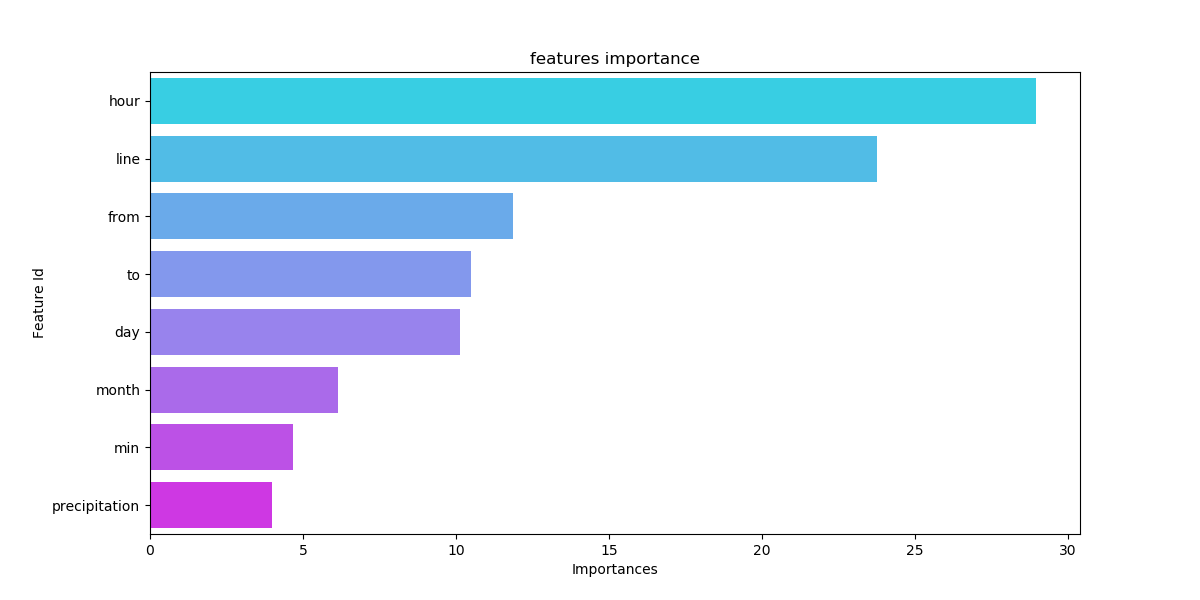 features importance
Feature Id
hour
line
from
to
day
month
min
precipitation
0 5 10 15 20 25 30
Importances